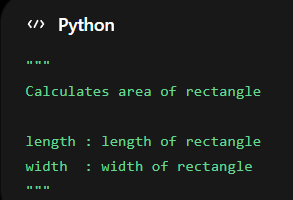 </> Python
"""
Calculates area of rectangle
length : length of rectangle
width  : width of rectangle
"""